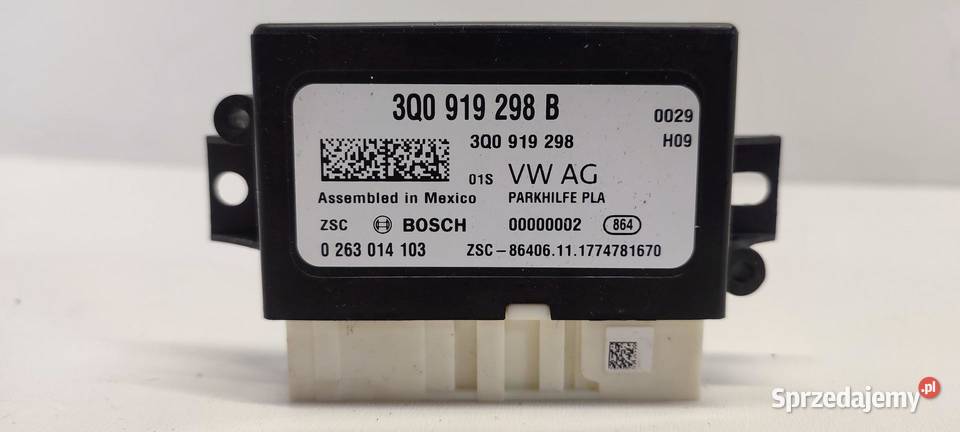 3Q0 919 298 B
0029
3Q0 919 298
H09
01S VW AG
Assembled in Mexico PARKHILFE PLA
ZSC BOSCH 00000002 864
0 263 014 103 ZSC-86406.11.1774781670
Sprzedajemy.pl